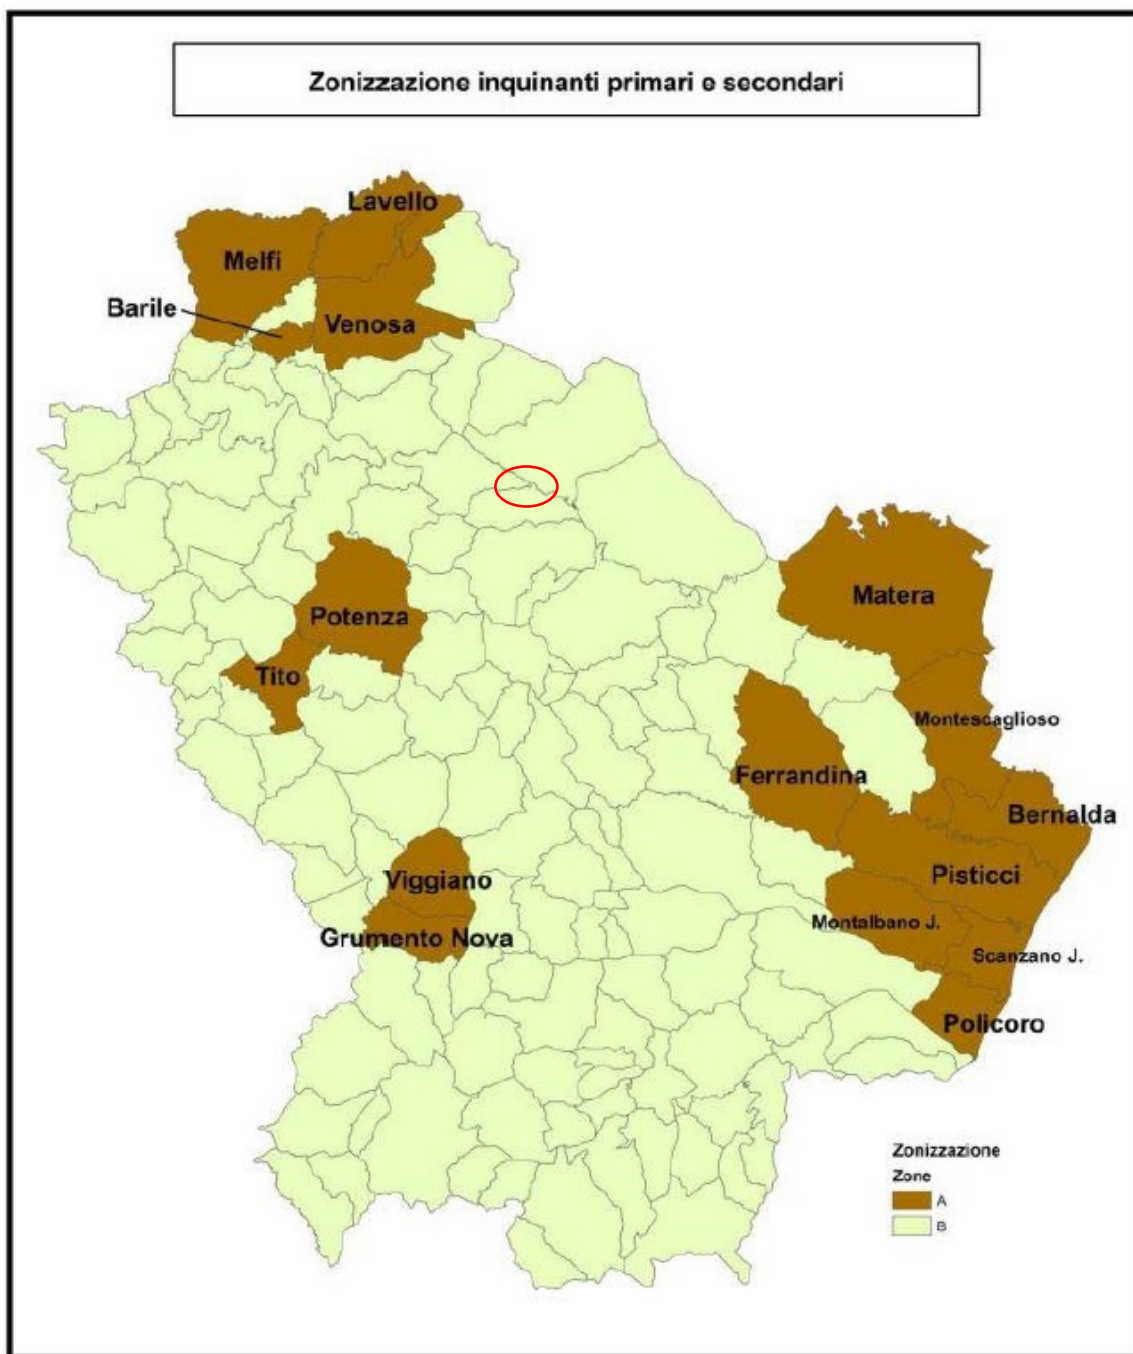 Zonizzazione inquinanti primari e secondari
Lavello
Melfi
Barile
Venosa
Matera
Potenza
Tito
Montescaglioso
Ferrandina
Bernalda
Viggiano
Pisticci
Montalbano J.
Grumento Nova
Scanzano J.
Policoro
Zonizzazione
Zone
A
B